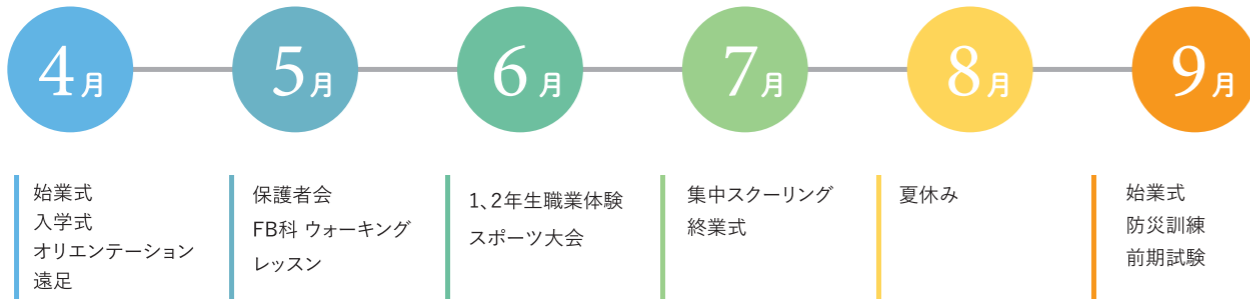 4月
5月
6月
7月
8月
9月
始業式
入学式
オリエンテーション
遠足
保護者会
FB科 ウォーキング
レッスン
1、2年生職業体験
スポーツ大会
集中スクーリング
終業式
夏休み
始業式
防災訓練
前期試験